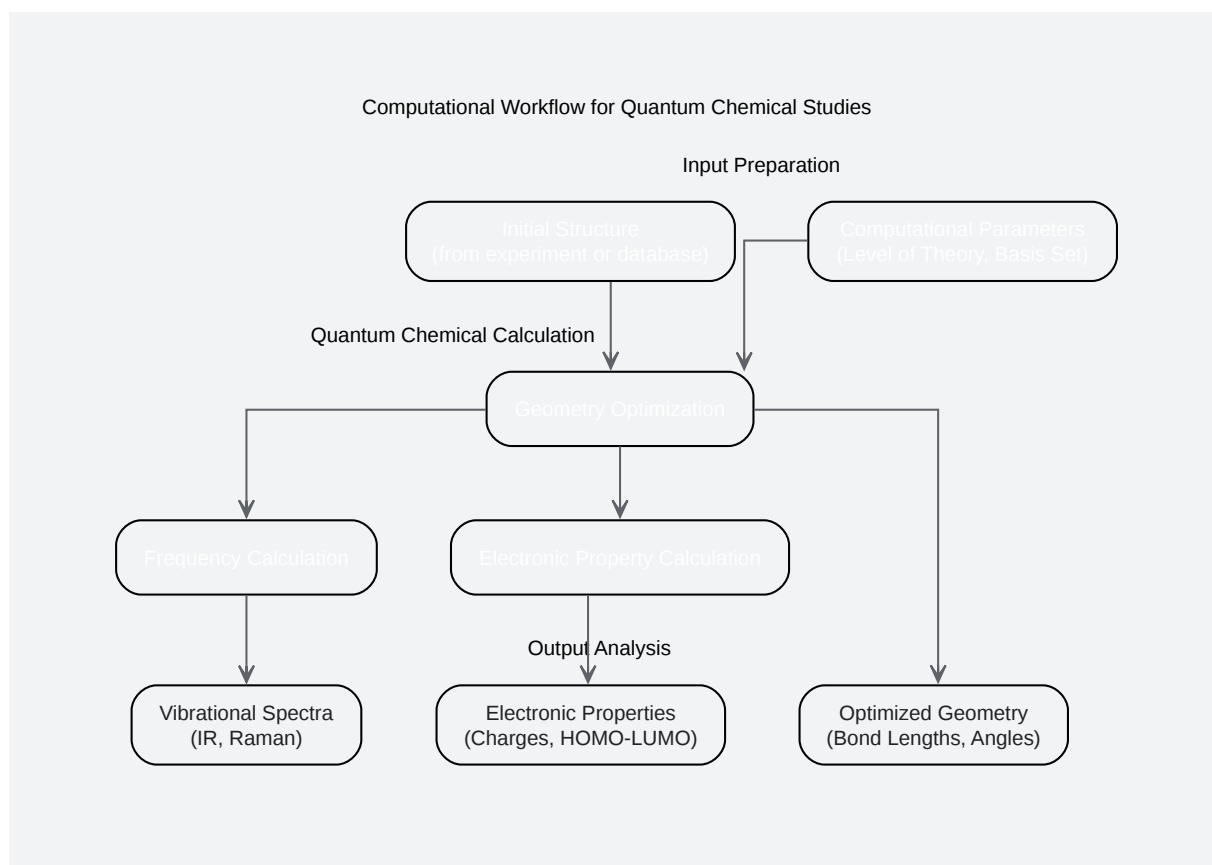 Computational Workflow for Quantum Chemical Studies
Input Preparation
Initial Structure
(from experiment or database)
Computational Parameters
(Level of Theory, Basis Set)
Quantum Chemical Calculation
Geometry Optimization
Frequency Calculation
Electronic Property Calculation
Output Analysis
Vibrational Spectra
(IR, Raman)
Electronic Properties
(Charges, HOMO-LUMO)
Optimized Geometry
(Bond Lengths, Angles)